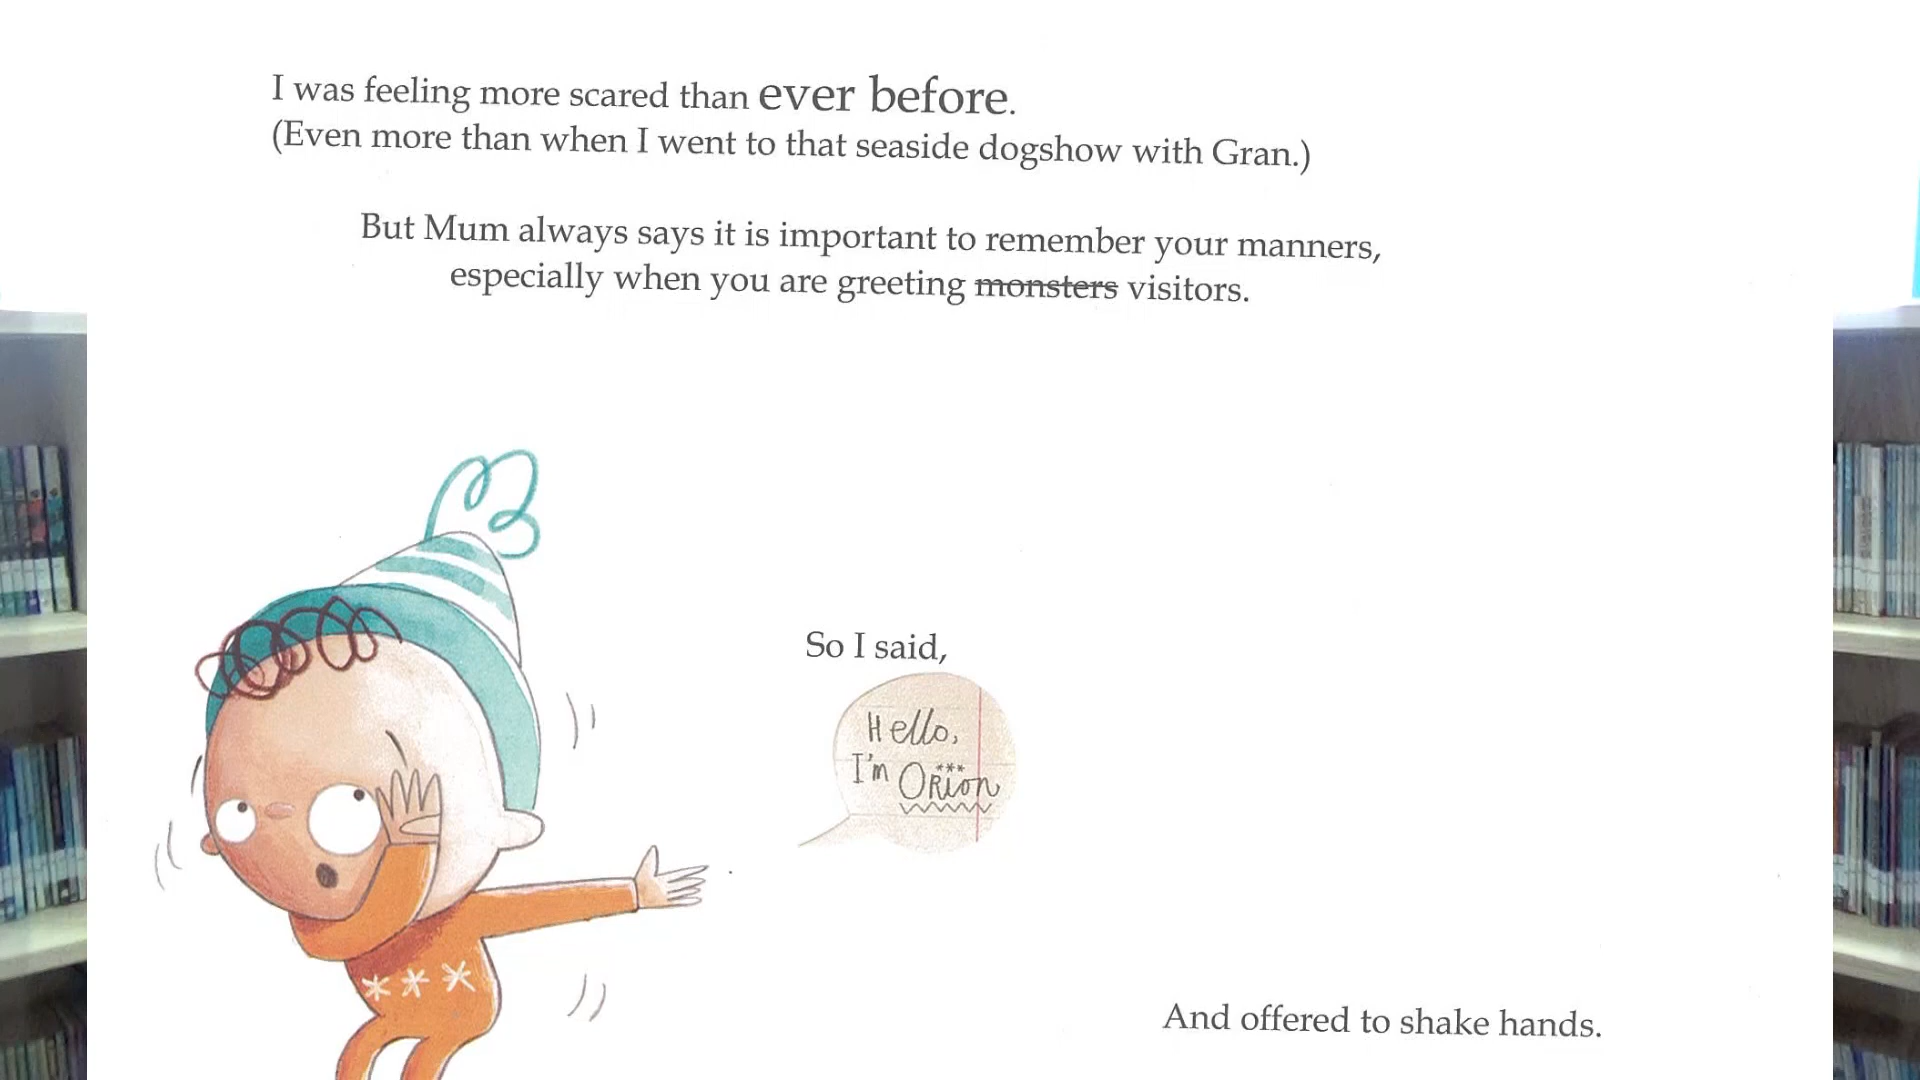 I was feeling more scared than ever before.
(Even more than when I went to that seaside dogshow with Gran.)
But Mum always says it is important to remember your manners,
especially when you are greeting monsters visitors.
So I said,
Hello,
I'm ORion
And offered to shake hands.